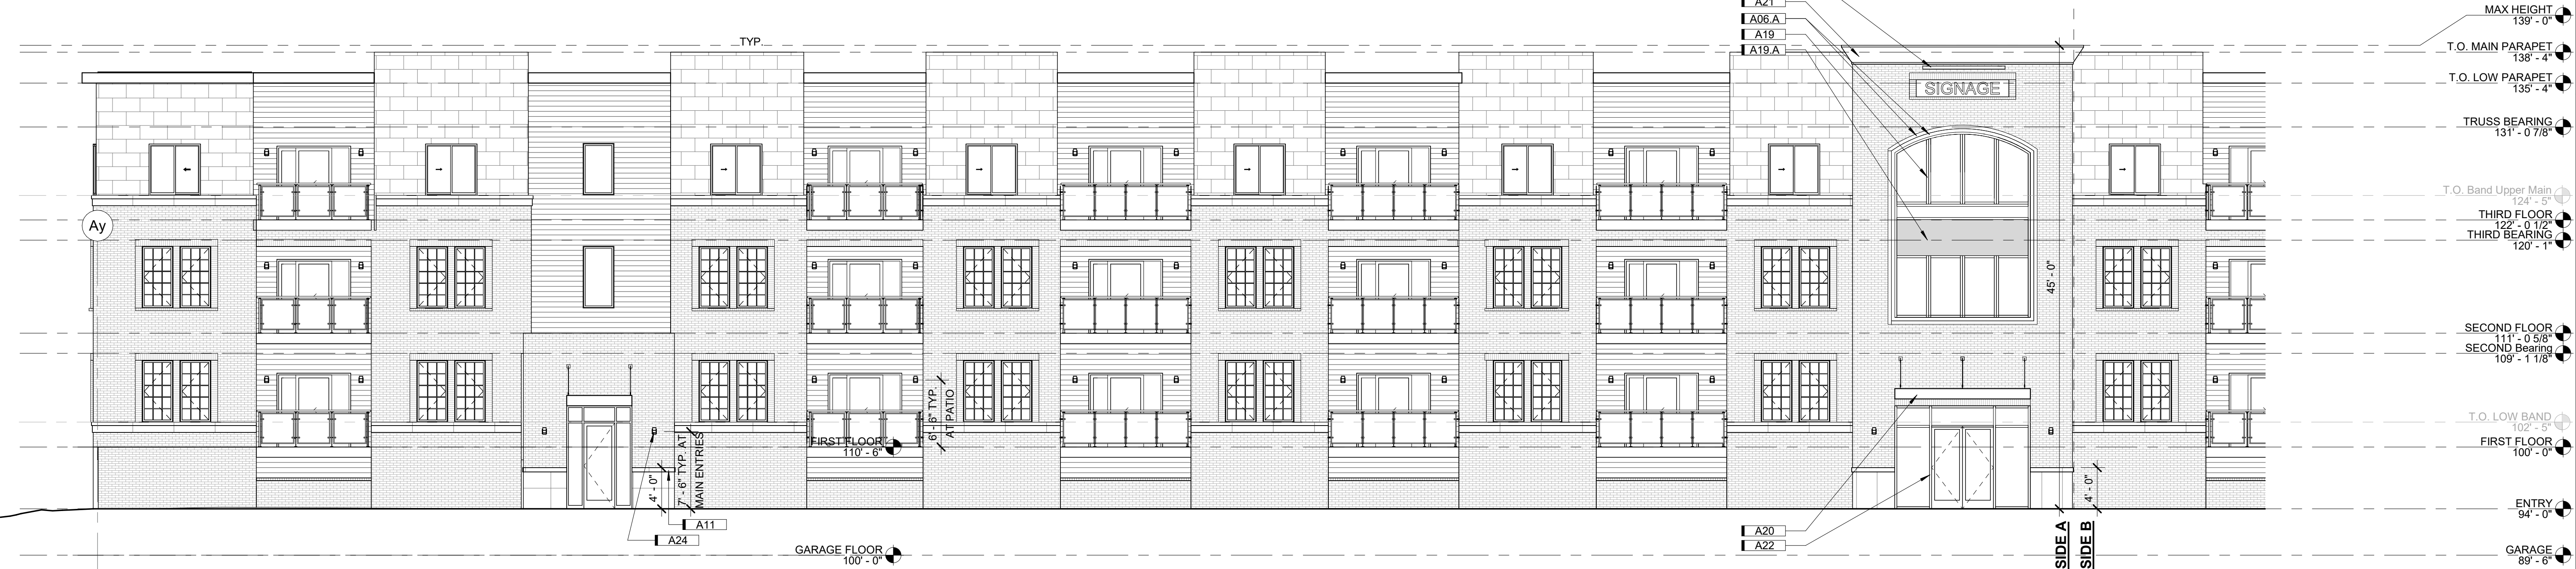 A21
A06.A
A19
A19.A
TYP.
SIGNAGE
MAX HEIGHT
139' - 0"
T.O. MAIN PARAPET
138' - 4"
T.O. LOW PARAPET
135' - 4"
TRUSS BEARING
131' - 0 7/8"
T.O. Band Upper Main
124' - 5"
THIRD FLOOR
122' - 0 1/2"
THIRD BEARING
120' - 1"
Ay
45' - 0"
SECOND FLOOR
111' - 0 5/8"
SECOND Bearing
109' - 1 1/8"
6' - 6" TYP.
AT PATIO
T.O. LOW BAND
102' - 5"
FIRST FLOOR
110' - 6"
FIRST FLOOR
100' - 0"
4' - 0"
7' - 6" TYP. AT
MAIN ENTRIES
4' - 0"
ENTRY
94' - 0"
A11
A24
A20
A22
SIDE A
SIDE B
GARAGE FLOOR
100' - 0"
GARAGE
89' - 6"